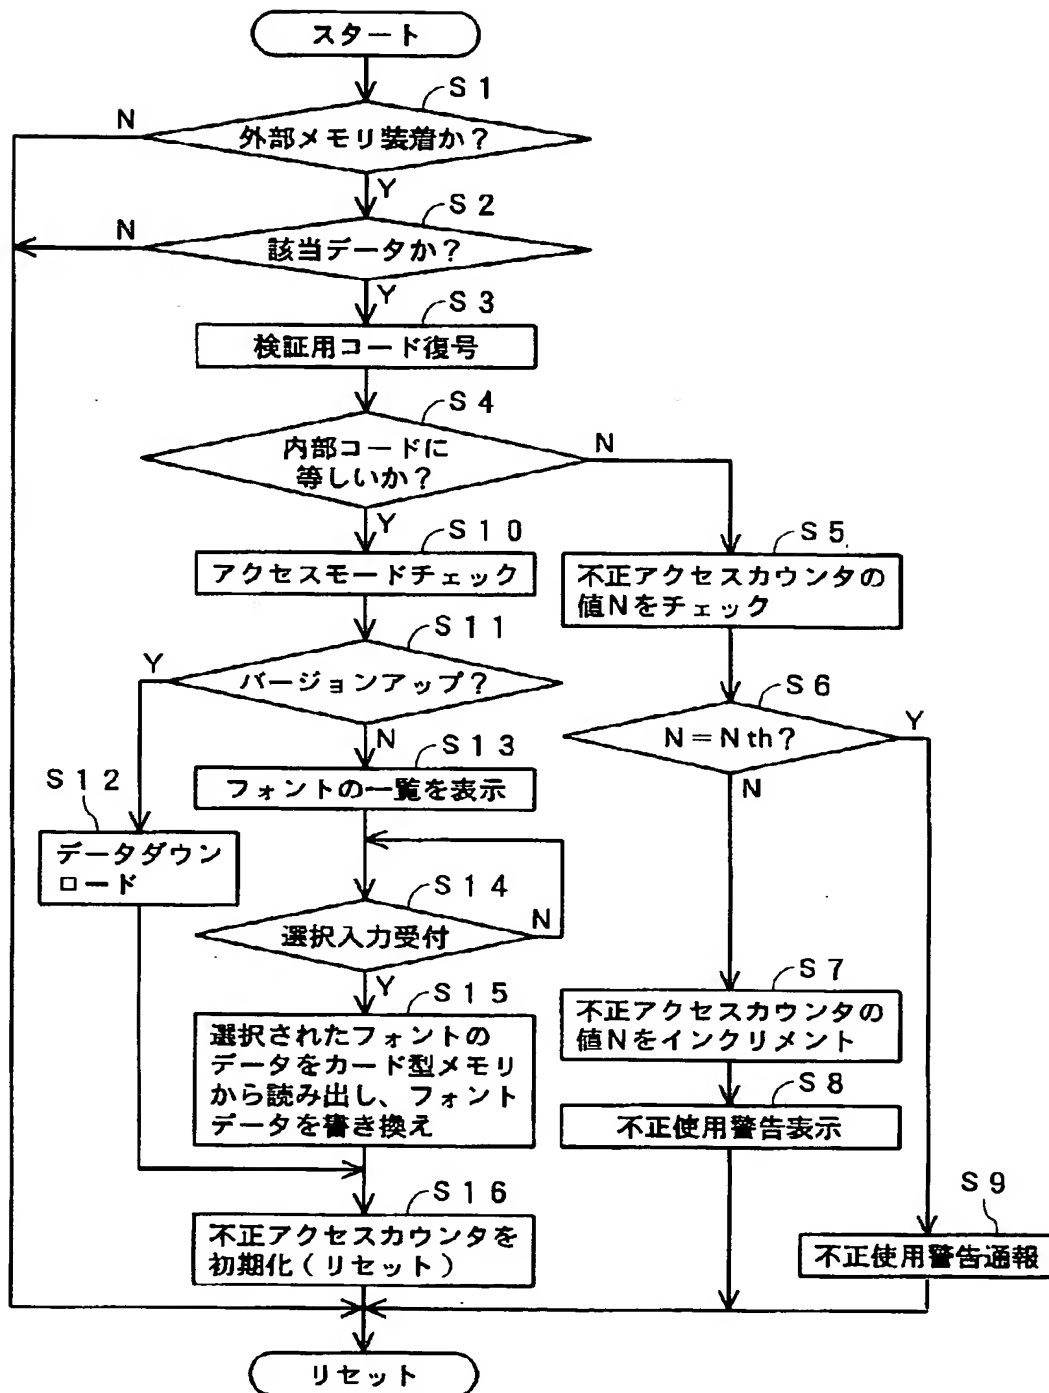 スタート
S1
N
外部メモリ装着か?
Y
S2
N
該当データか?
Y
S3
検証用コード復号
S4
内部コードに
等しいか?
N
Y
S10
アクセスモードチェック
S5
不正アクセスカウンタの
値Nをチェック
S11
Y
バージョンアップ?
N
S6
N=Nth?
Y
N
S13
フォントの一覧を表示
S12
データダウン
ロード
S14
選択入力受付
N
Y
S15
選択されたフォントの
データをカード型メモリ
から読み出し、フォント
データを書き換え
S7
不正アクセスカウンタの
値Nをインクリメント
S8
不正使用警告表示
S16
不正アクセスカウンタを
初期化(リセット)
S9
不正使用警告通報
リセット